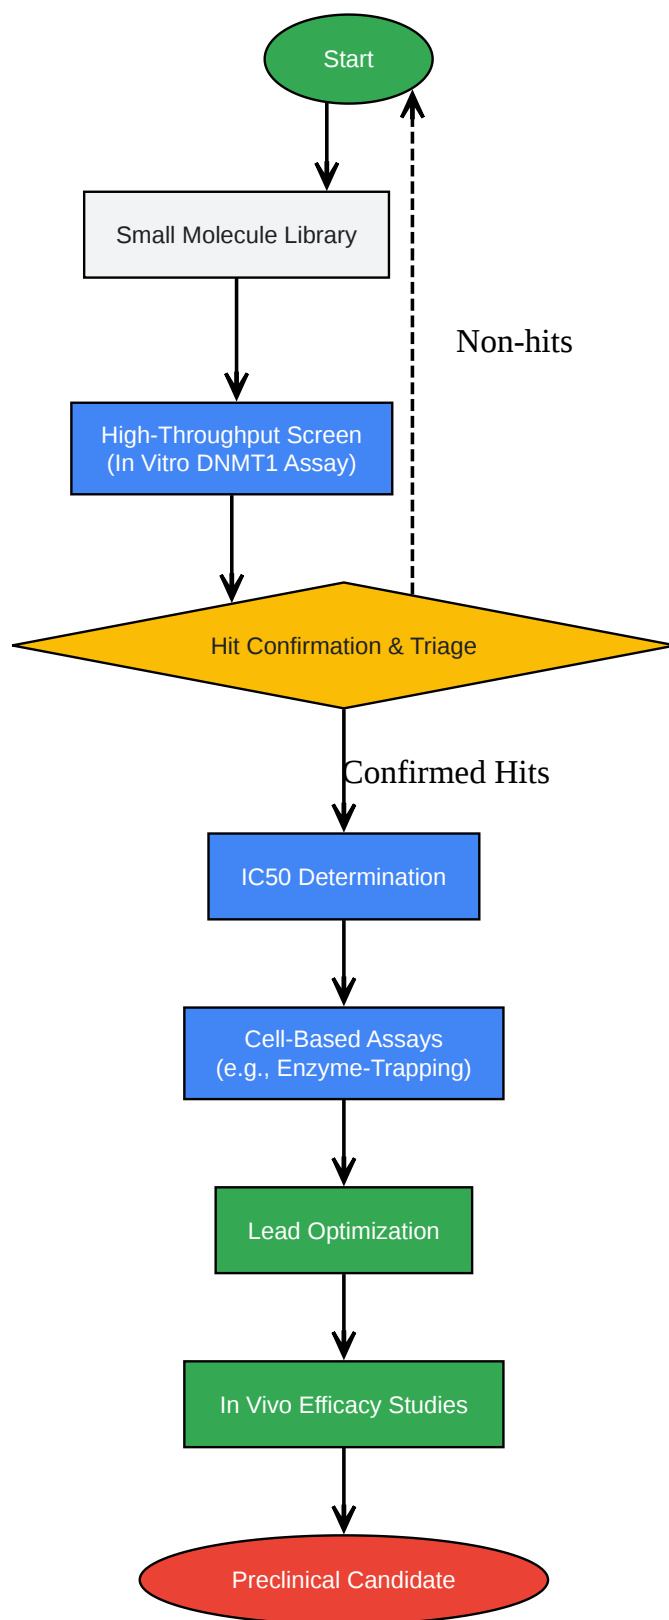 Start
Small Molecule Library
Non-hits
High-Throughput Screen
(In Vitro DNMT1 Assay)
Hit Confirmation & Triage
Confirmed Hits
IC50 Determination
Cell-Based Assays
(e.g., Enzyme-Trapping)
Lead Optimization
In Vivo Efficacy Studies
Preclinical Candidate